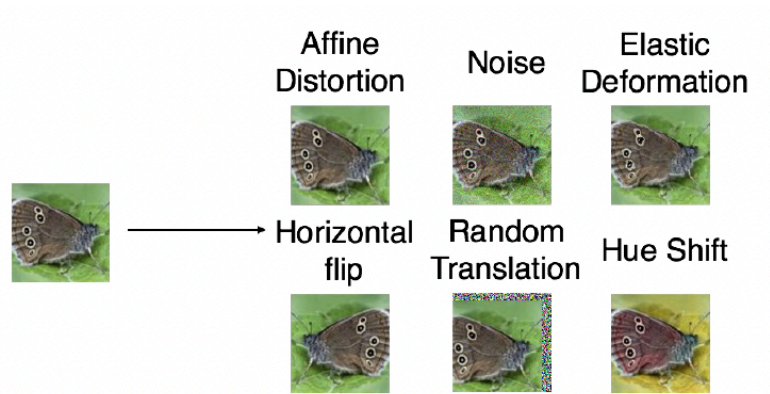 Affine
Distortion
Noise
Elastic
Deformation
Horizontal
flip
Random
Translation
Hue Shift